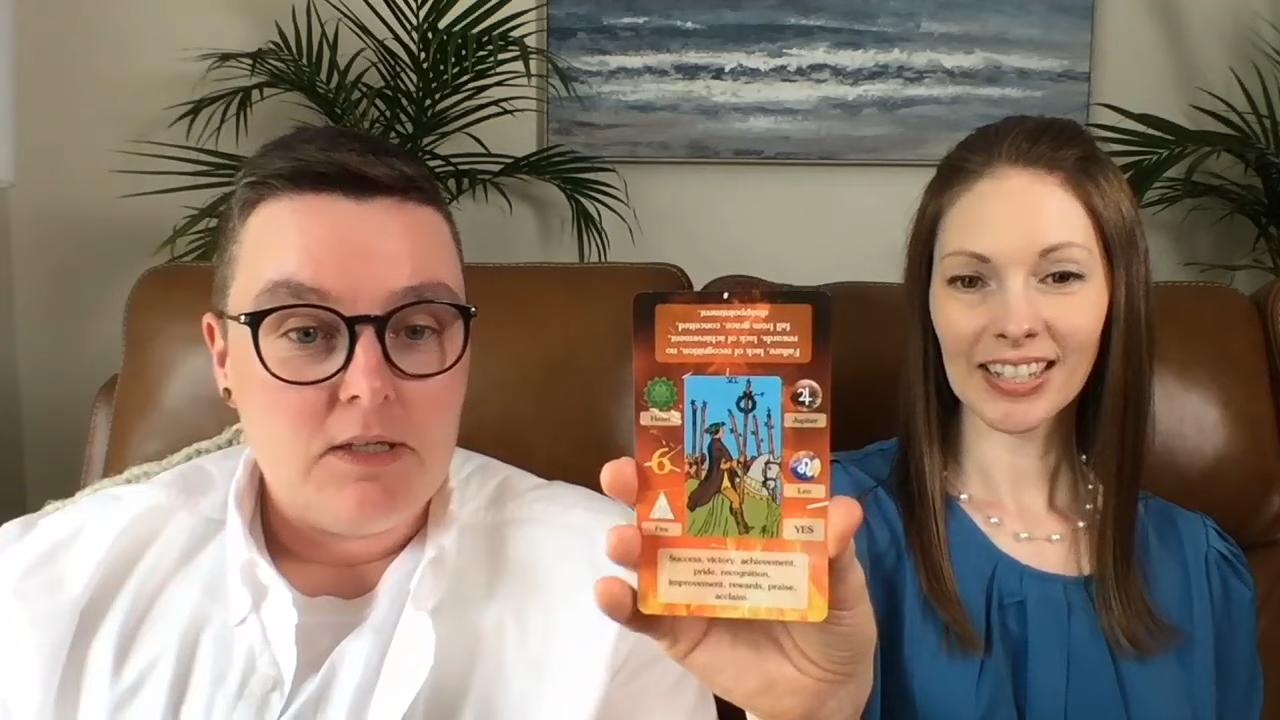 Failure, lack of recognition, no
rewards, lack of achievement,
fall from grace, conceited,
disappointment.
VI
Heart
Jupiter
6
Leo
Fire
YES
Success, victory, achievement,
pride, recognition,
improvement, rewards, praise,
acclaim.